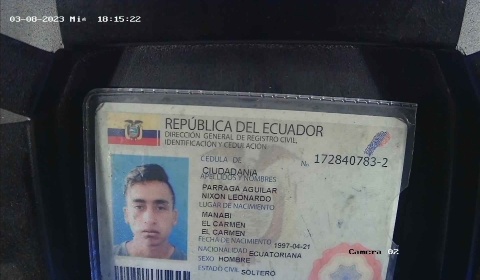 03-08-2023 Mié 18:15:22
REPÚBLICA DEL ECUADOR
DIRECCIÓN GENERAL DE REGISTRO CIVIL,
IDENTIFICACIÓN Y CEDULACIÓN
CÉDULA DE No. 172840783-2
CIUDADANÍA
APELLIDOS Y NOMBRES
PARRAGA AGUILAR
NIXON LEONARDO
LUGAR DE NACIMIENTO
MANABI
EL CARMEN
EL CARMEN
FECHA DE NACIMIENTO 1997-04-21
NACIONALIDAD ECUATORIANA
SEXO HOMBRE
ESTADO CIVIL SOLTERO
Camera 02